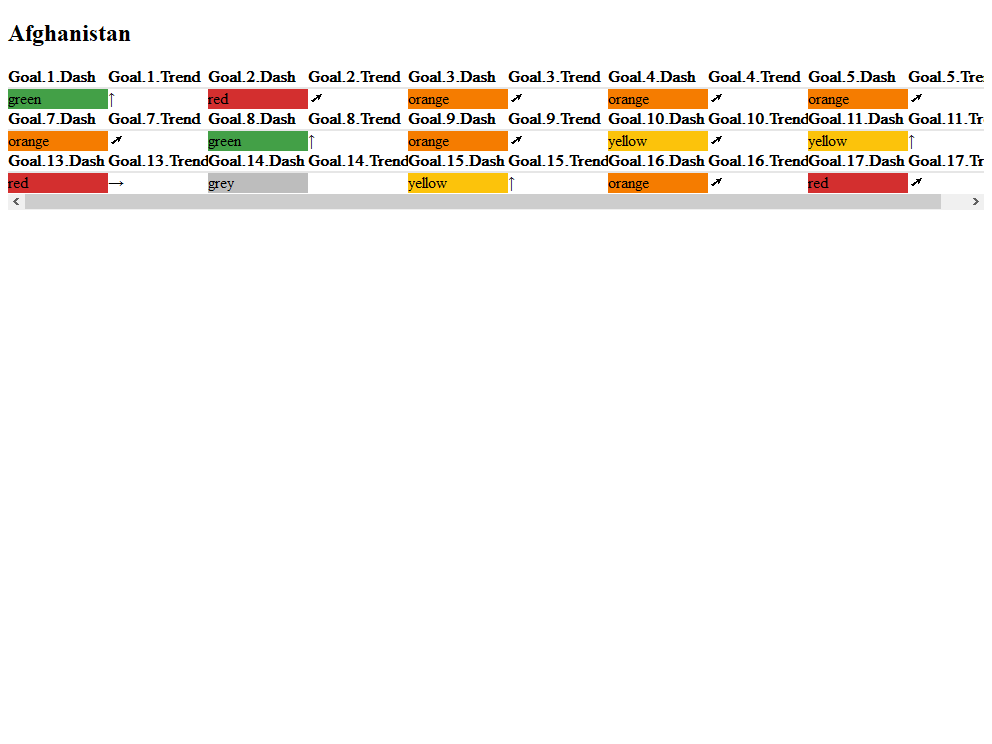 Afghanistan
Goal.1.Dash Goal.1.Trend Goal.2.Dash Goal.2.Trend Goal.3.Dash Goal.3.Trend Goal.4.Dash Goal.4.Trend Goal.5.Dash Goal.5.Tre
green ↑ red ↗ orange ↗ orange ↗ orange ↗
Goal.7.Dash Goal.7.Trend Goal.8.Dash Goal.8.Trend Goal.9.Dash Goal.9.Trend Goal.10.Dash Goal.10.Trend Goal.11.Dash Goal.11.Tr
orange ↗ green ↑ orange ↗ yellow ↗ yellow ↑
Goal.13.Dash Goal.13.Trend Goal.14.Dash Goal.14.Trend Goal.15.Dash Goal.15.Trend Goal.16.Dash Goal.16.Trend Goal.17.Dash Goal.17.Tr
red → grey yellow ↑ orange ↗ red ↗